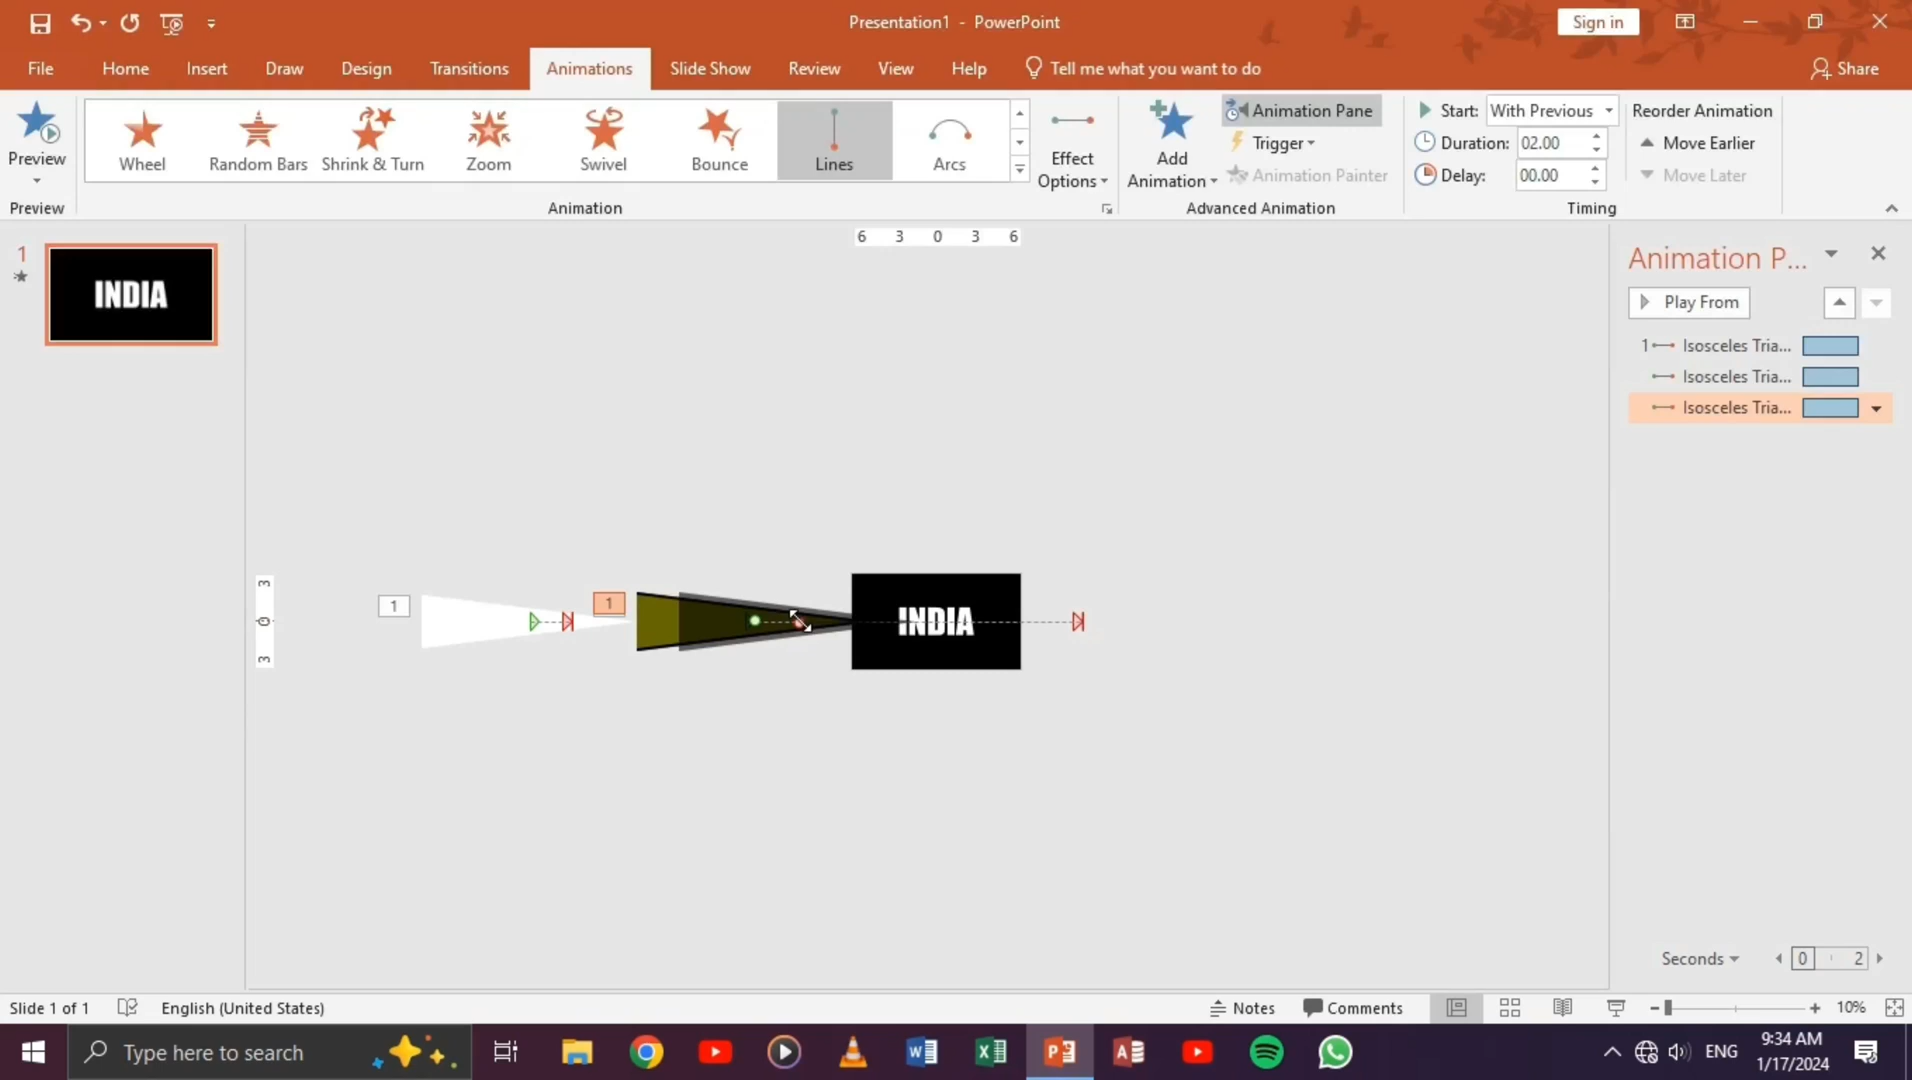 Presentation1 - PowerPoint
Sign in
File
Home
Insert
Draw
Design
Transitions
Animations
Slide Show
Review
View
Help
Tell me what you want to do
Share
Preview
Wheel
Random Bars
Shrink & Turn
Zoom
Swivel
Bounce
Lines
Arcs
Effect
Options
Add
Animation
Animation Pane
Trigger
Animation Painter
Start: With Previous
Duration: 02.00
Delay: 00.00
Reorder Animation
Move Earlier
Move Later
Preview
Animation
Advanced Animation
Timing
6 3 0 3 6
1
INDIA
Animation P...
Play From
1 Isosceles Tria...
Isosceles Tria...
Isosceles Tria...
3
0
3
1
1
INDIA
Seconds
0 2
Slide 1 of 1
English (United States)
Notes
Comments
10%
Type here to search
ENG
9:34 AM
1/17/2024